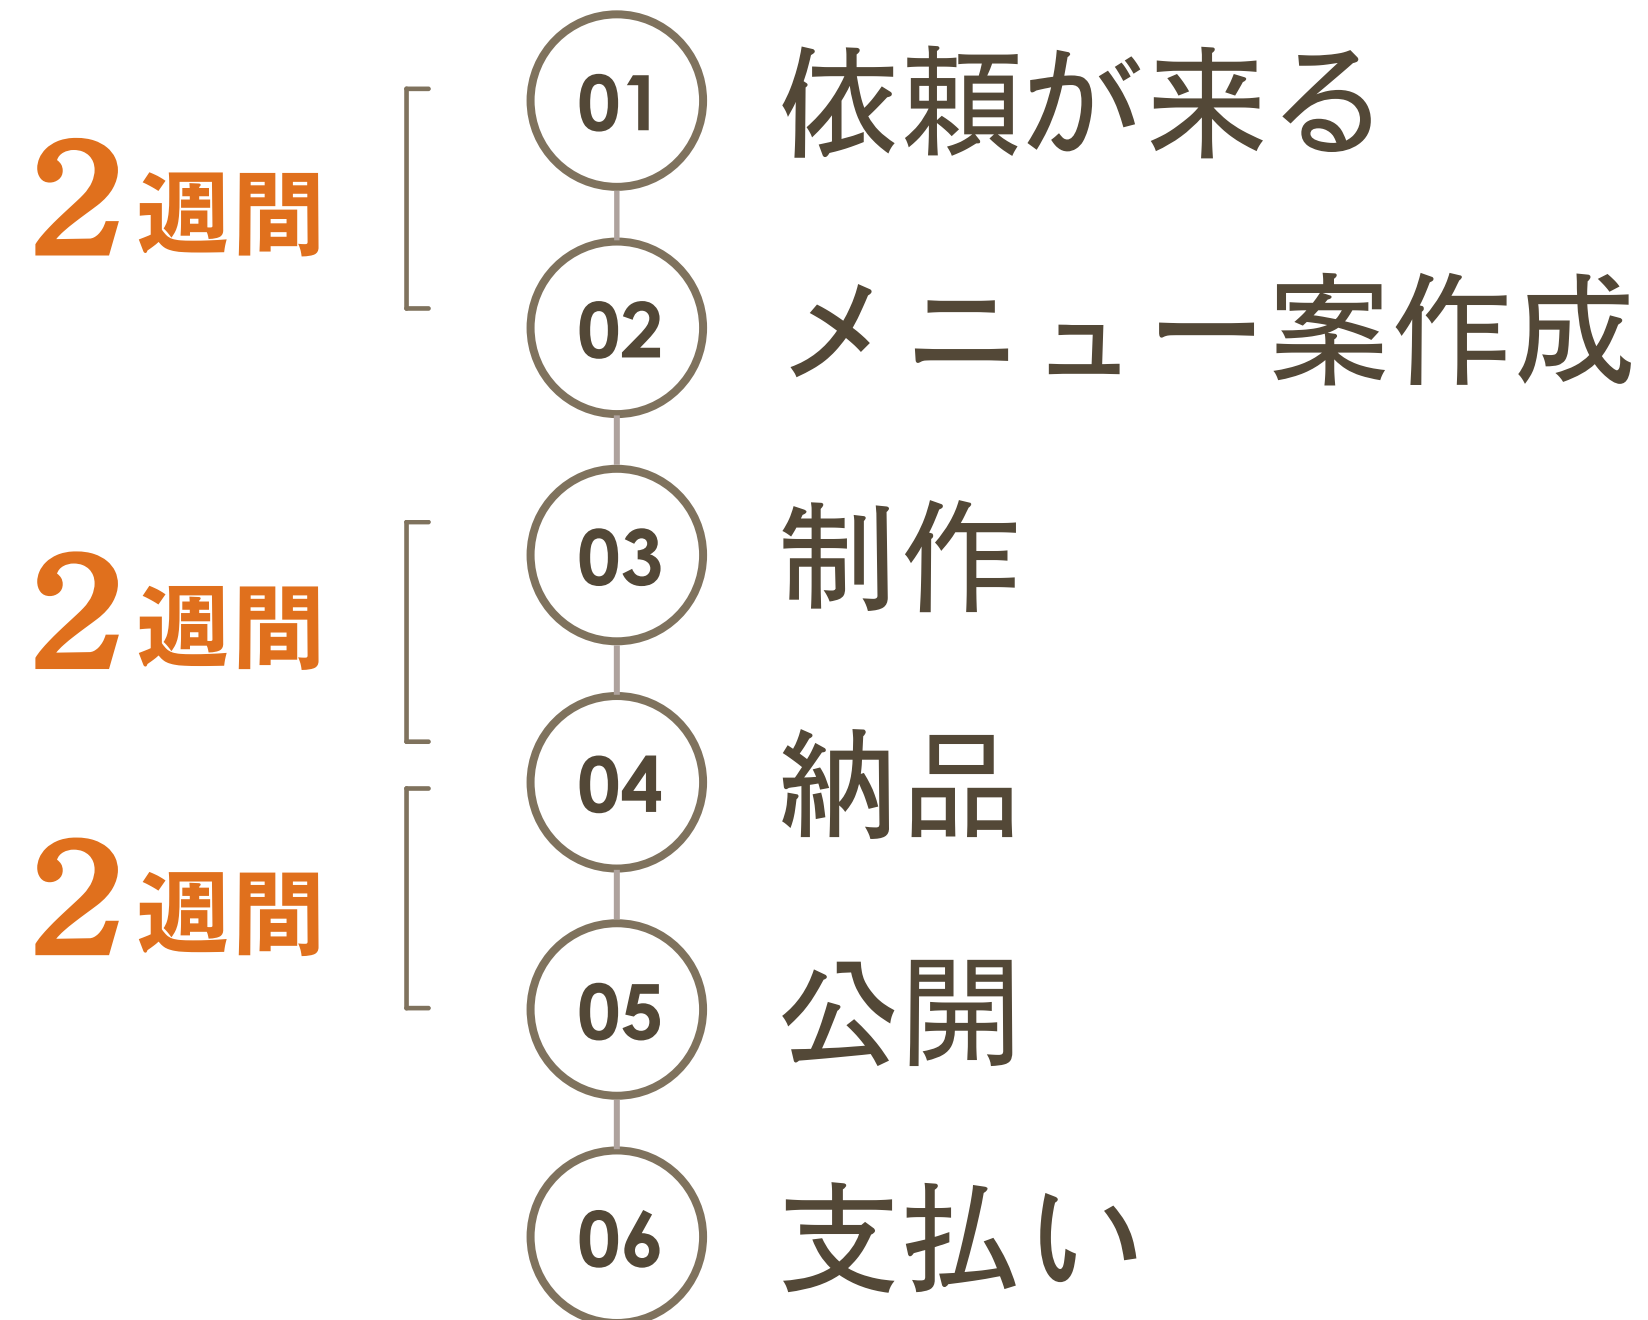 01 依頼が来る
2週間
02 メニュー案作成
03 制作
2週間
04 納品
2週間
05 公開
06 支払い